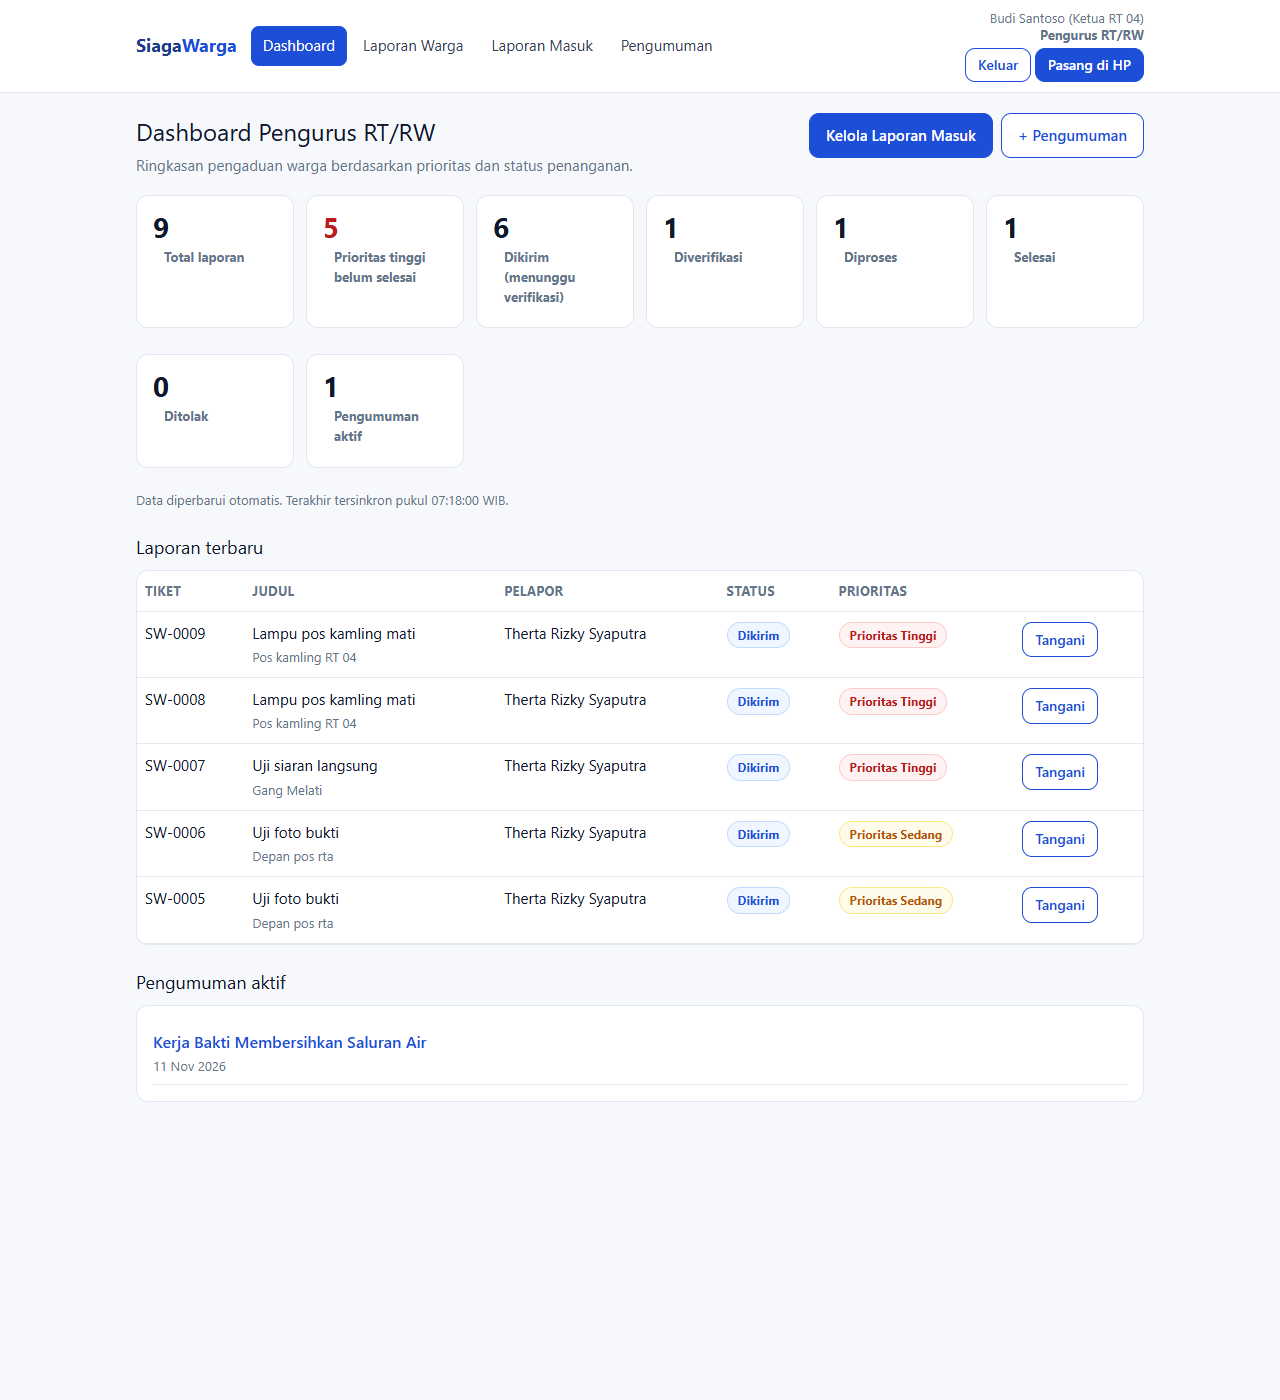 SiagaWarga
Dashboard
Laporan Warga
Laporan Masuk
Pengumuman
Budi Santoso (Ketua RT 04)
Pengurus RT/RW
Keluar
Pasang di HP
Dashboard Pengurus RT/RW
Ringkasan pengaduan warga berdasarkan prioritas dan status penanganan.
Kelola Laporan Masuk
+ Pengumuman
9
Total laporan
5
Prioritas tinggi
belum selesai
6
Dikirim
(menunggu
verifikasi)
1
Diverifikasi
1
Diproses
1
Selesai
0
Ditolak
1
Pengumuman
aktif
Data diperbarui otomatis. Terakhir tersinkron pukul 07:18:00 WIB.
Laporan terbaru
TIKET JUDUL PELAPOR STATUS PRIORITAS
SW-0009 Lampu pos kamling mati Therta Rizky Syaputra Dikirim Prioritas Tinggi Tangani
Pos kamling RT 04
SW-0008 Lampu pos kamling mati Therta Rizky Syaputra Dikirim Prioritas Tinggi Tangani
Pos kamling RT 04
SW-0007 Uji siaran langsung Therta Rizky Syaputra Dikirim Prioritas Tinggi Tangani
Gang Melati
SW-0006 Uji foto bukti Therta Rizky Syaputra Dikirim Prioritas Sedang Tangani
Depan pos rta
SW-0005 Uji foto bukti Therta Rizky Syaputra Dikirim Prioritas Sedang Tangani
Depan pos rta
Pengumuman aktif
Kerja Bakti Membersihkan Saluran Air
11 Nov 2026